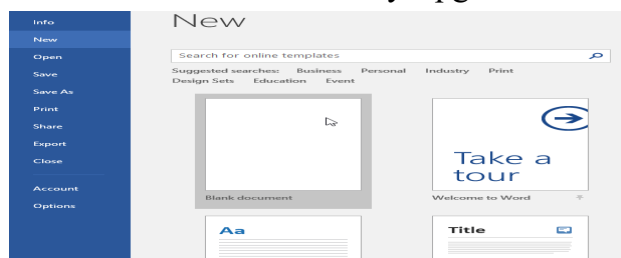 Info
New
Open
Save
Save As
Print
Share
Export
Close
Account
Options
New
Search for online templates
Suggested searches: Business Personal Industry Print
Design Sets Education Event
Take a
tour
Blank document
Welcome to Word
Aa
Title